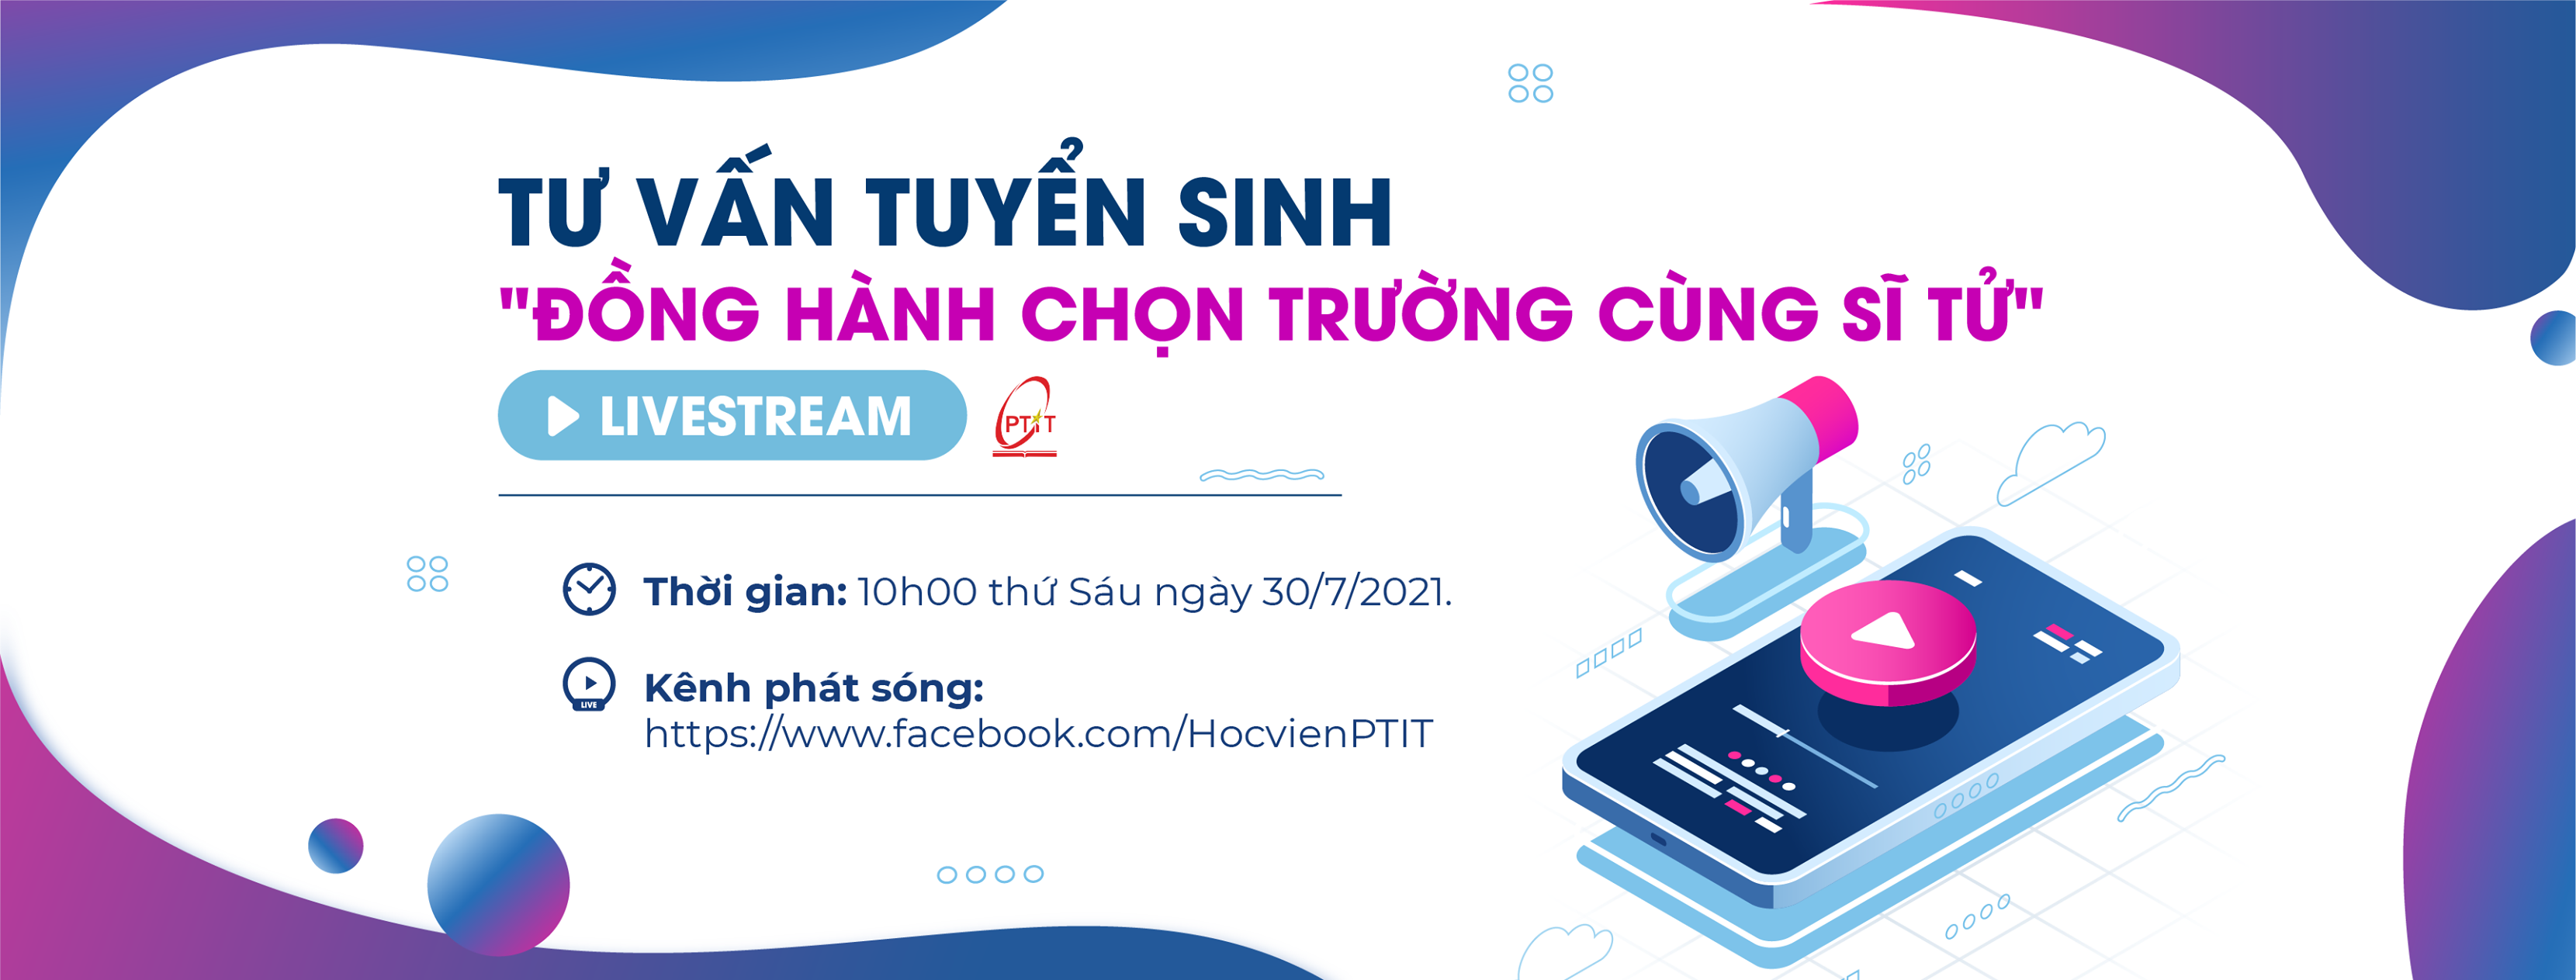 TƯ VẤN TUYỂN SINH
"ĐỒNG HÀNH CHỌN TRƯỜNG CÙNG SĨ TỬ"
LIVESTREAM
PTIT
Thời gian: 10h00 thứ Sáu ngày 30/7/2021.
LIVE
Kênh phát sóng:
https://www.facebook.com/HocvienPTIT